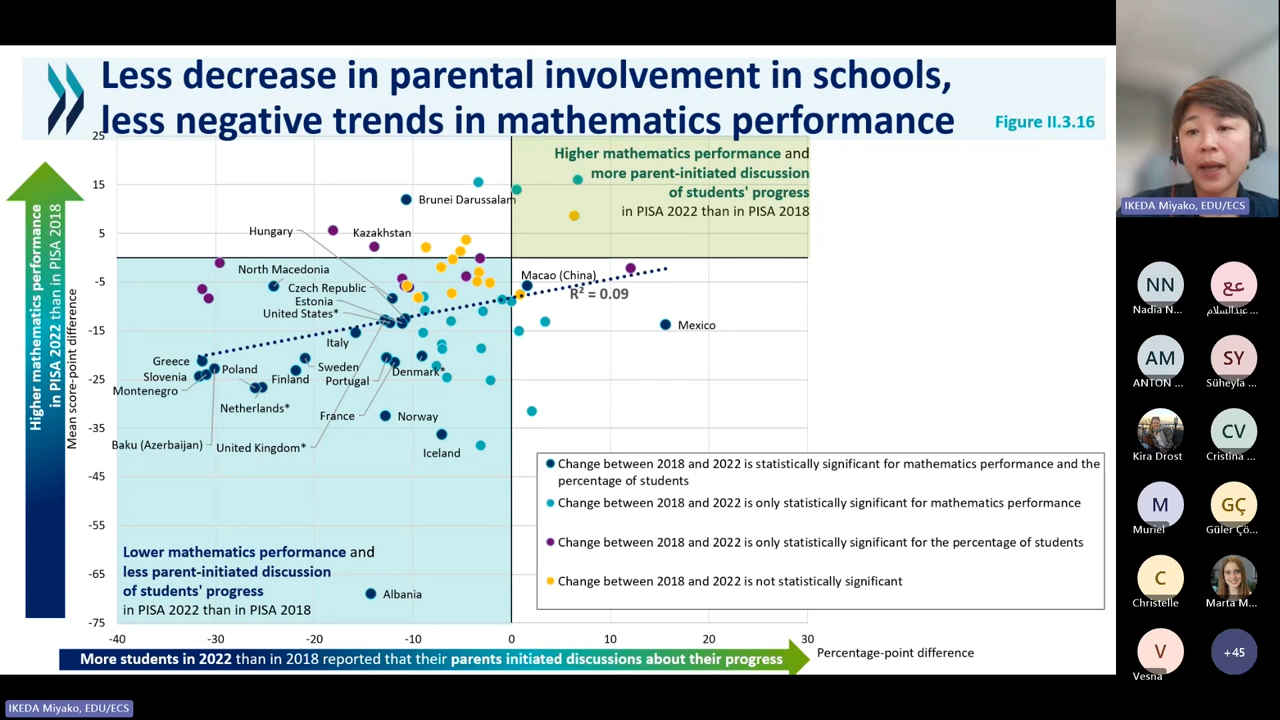 Less decrease in parental involvement in schools,
less negative trends in mathematics performance
Figure II.3.16
Higher mathematics performance
in PISA 2022 than in PISA 2018
Mean score-point difference
25
15
5
-5
-15
-25
-35
-45
-55
-65
-75
-40
-30
-20
-10
0
10
20
30
Higher mathematics performance and
more parent-initiated discussion
of students' progress
in PISA 2022 than in PISA 2018
Brunei Darussalam
Hungary
Kazakhstan
North Macedonia
Macao (China)
Czech Republic
R² = 0.09
Estonia
United States*
Mexico
Italy
Greece
Poland
Sweden
Slovenia
Finland
Portugal
Denmark*
Montenegro
Netherlands*
France
Norway
Baku (Azerbaijan)
United Kingdom*
Iceland
Albania
Change between 2018 and 2022 is statistically significant for mathematics performance and the
percentage of students
Change between 2018 and 2022 is only statistically significant for mathematics performance
Change between 2018 and 2022 is only statistically significant for the percentage of students
Change between 2018 and 2022 is not statistically significant
Lower mathematics performance and
less parent-initiated discussion
of students' progress
in PISA 2022 than in PISA 2018
More students in 2022 than in 2018 reported that their parents initiated discussions about their progress
Percentage-point difference
IKEDA Miyako, EDU/ECS
NN
Nadia N...
عع
عبدالسلام...
AM
ANTON ...
SY
Süheyla ...
Kira Drost
CV
Cristina ...
M
Muriel
GÇ
Güler Çö...
C
Christelle
Marta M...
V
Vesna
+45
IKEDA Miyako, EDU/ECS